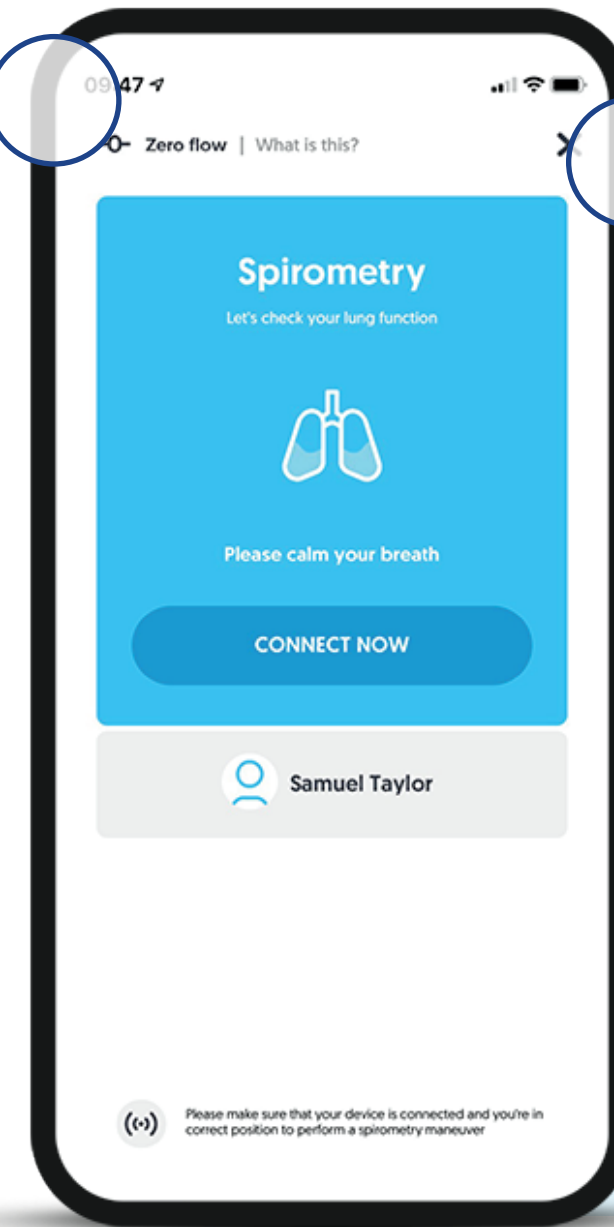 09:47
Zero flow | What is this?
Spirometry
Let's check your lung function
Please calm your breath
CONNECT NOW
Samuel Taylor
Please make sure that your device is connected and you're in
correct position to perform a spirometry maneuver